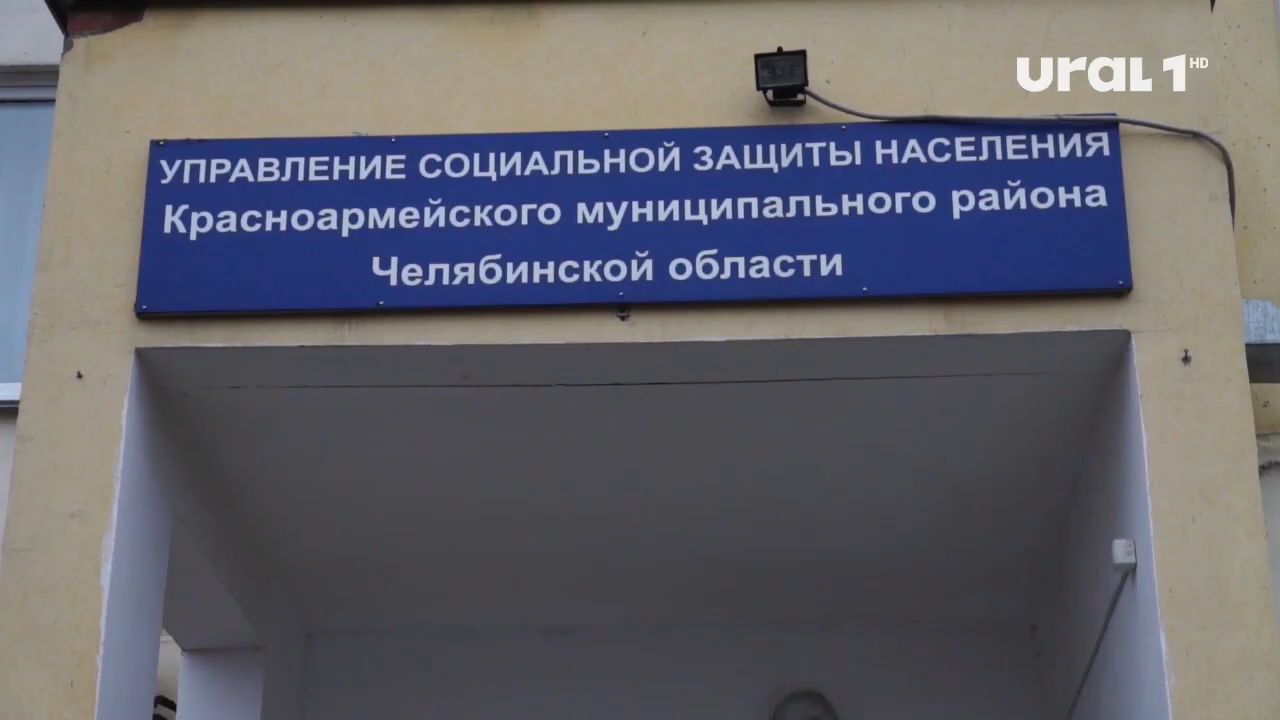 ural 1 HD
УПРАВЛЕНИЕ СОЦИАЛЬНОЙ ЗАЩИТЫ НАСЕЛЕНИЯ
Красноармейского муниципального района
Челябинской области